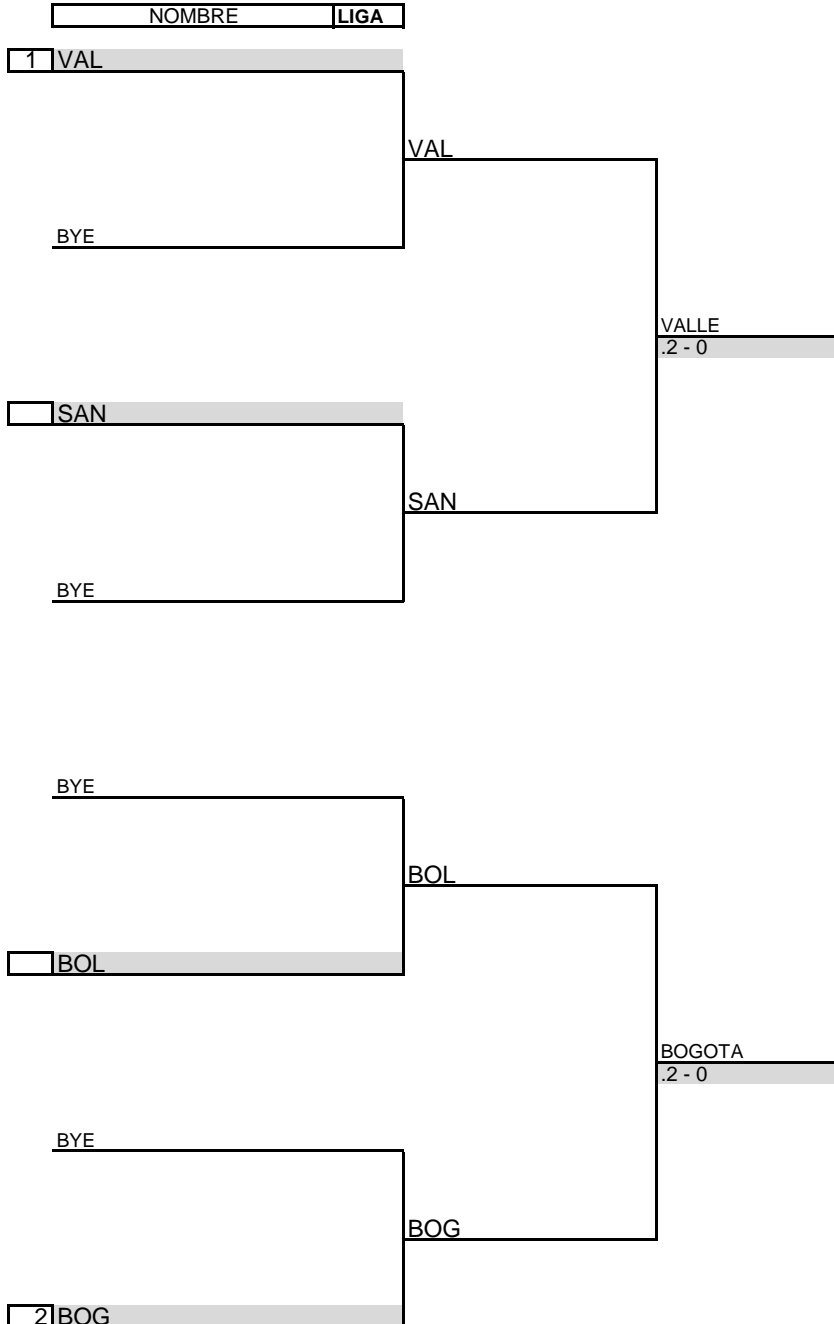 NOMBRE LIGA
1 VAL
VAL
BYE
VALLE
.2 - 0
SAN
SAN
BYE
BYE
BOL
BOL
BOGOTA
.2 - 0
BYE
BOG
2 BOG